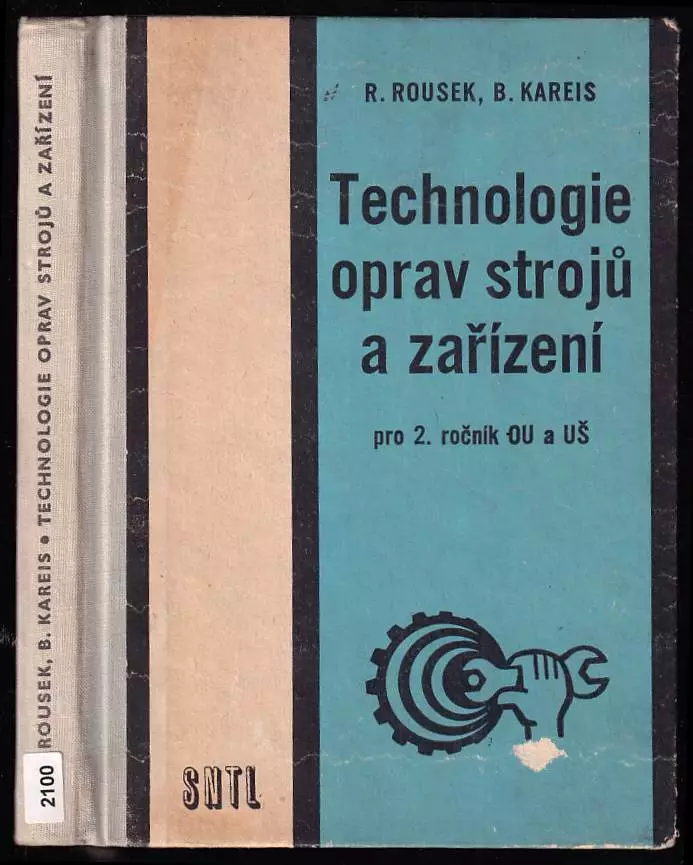 R. ROUSEK, B. KAREIS
Technologie
oprav strojů
a zařízení
pro 2. ročník OU a UŠ
SNTL
ROUSEK, B. KAREIS • TECHNOLOGIE OPRAV STROJŮ A ZAŘÍZENÍ
2100